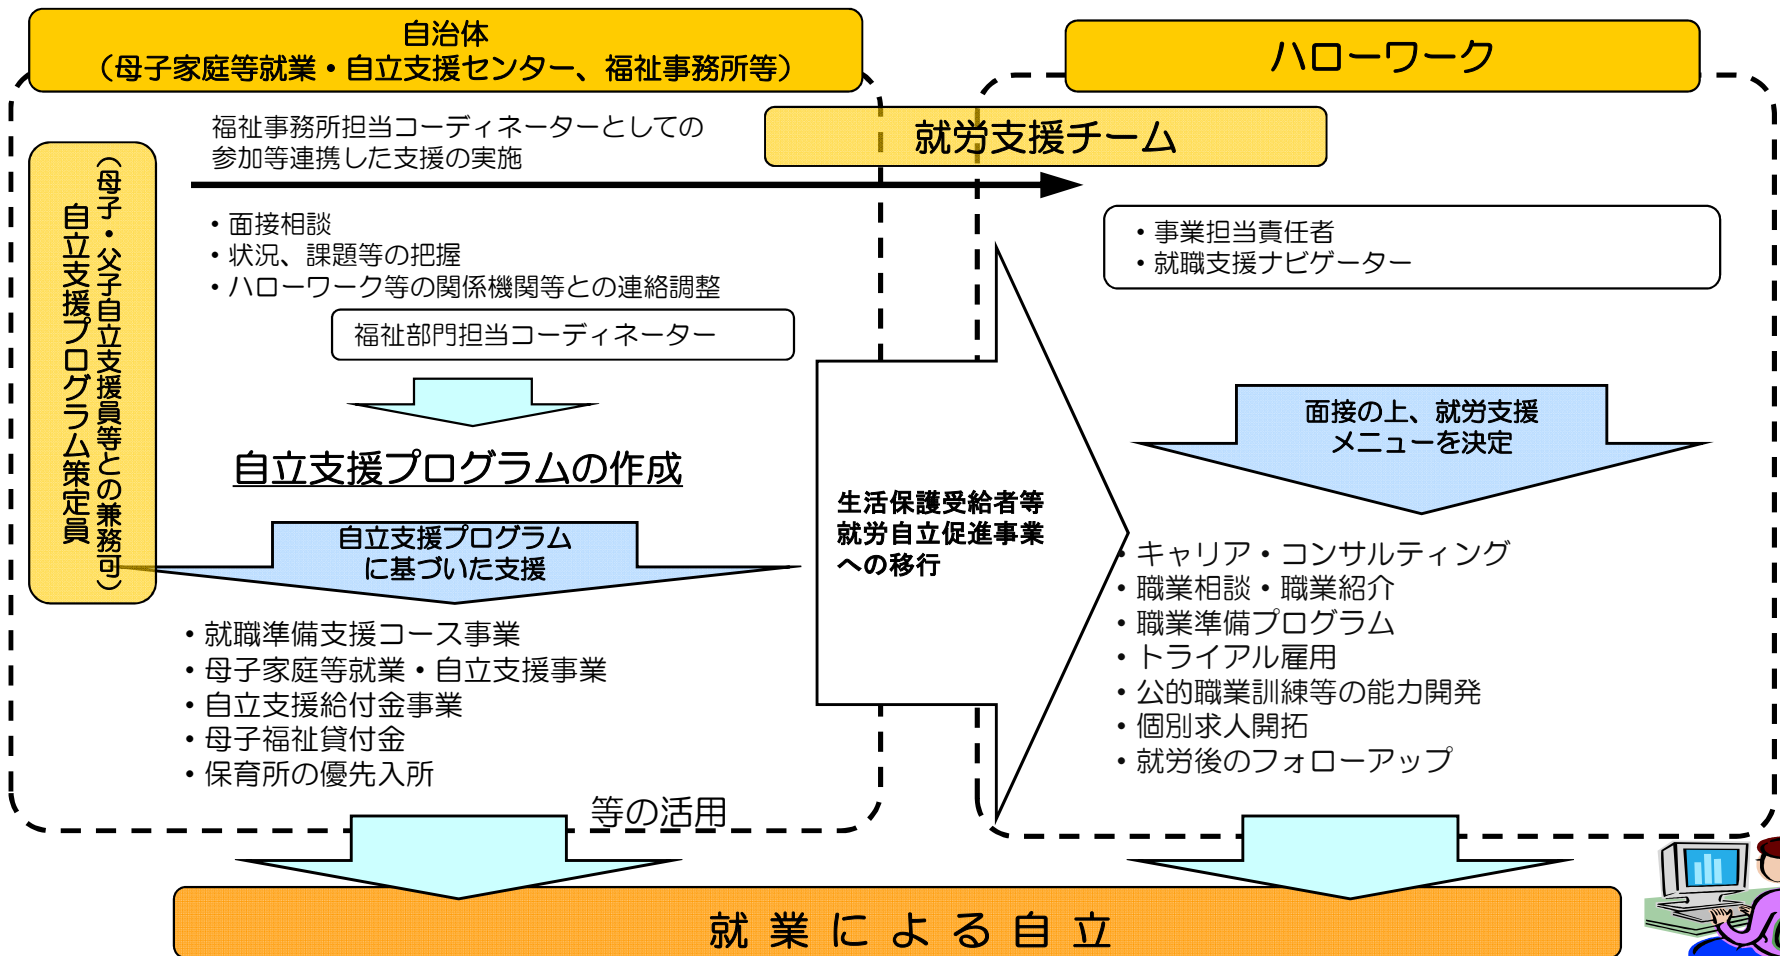 自治体
（母子家庭等就業・自立支援センター、福祉事務所等）
ハローワーク
就労支援チーム
福祉事務所担当コーディネーターとしての
参加等連携した支援の実施
（母子・父子自立支援員等との兼務可）
自立支援プログラム策定員
・面接相談
・状況、課題等の把握
・ハローワーク等の関係機関等との連絡調整
福祉部門担当コーディネーター
・事業担当責任者
・就職支援ナビゲーター
自立支援プログラムの作成
自立支援プログラム
に基づいた支援
・就職準備支援コース事業
・母子家庭等就業・自立支援事業
・自立支援給付金事業
・母子福祉貸付金
・保育所の優先入所
等の活用
生活保護受給者等
就労自立促進事業
への移行
面接の上、就労支援
メニューを決定
・キャリア・コンサルティング
・職業相談・職業紹介
・職業準備プログラム
・トライアル雇用
・公的職業訓練等の能力開発
・個別求人開拓
・就労後のフォローアップ
就業による自立